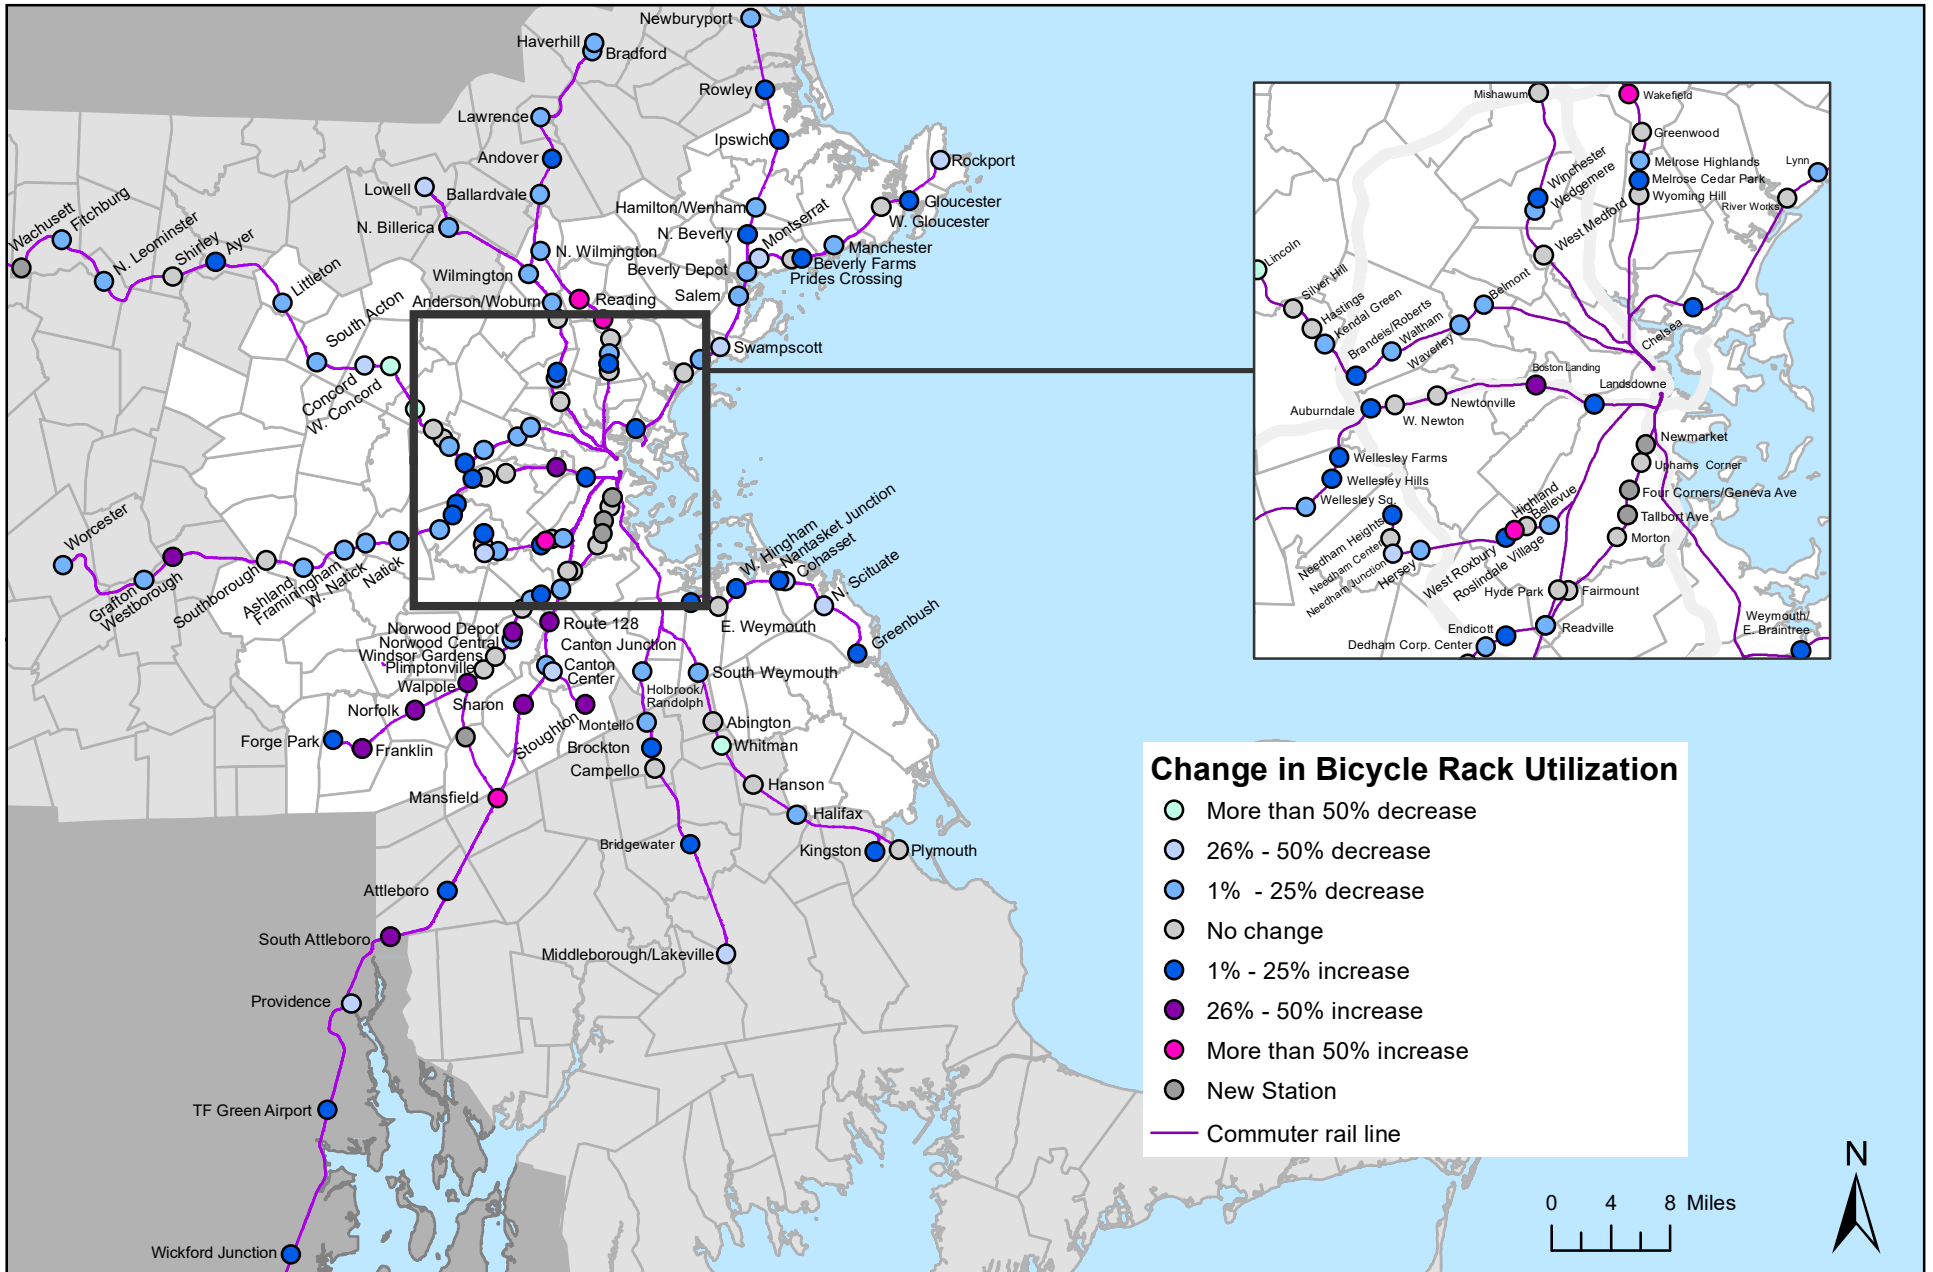 Newburyport
Haverhill
Bradford
Rowley
Lawrence
Ipswich
Andover
Rockport
Lowell
Ballardvale
Gloucester
Hamilton/Wenham
Montserrat
W. Gloucester
N. Billerica
N. Beverly
Manchester
Wachusett
Fitchburg
N. Leominster
Shirley
Ayer
N. Wilmington
Beverly Farms
Wilmington
Beverly Depot
Prides Crossing
Littleton
Anderson/Woburn
Reading
Salem
South Acton
Swampscott
Concord
W. Concord
Worcester
Grafton
Westborough
Southborough
Ashland
Framingham
W. Natick
Natick
W. Hingham
Nantasket Junction
Cohasset
N. Scituate
Greenbush
E. Weymouth
Norwood Depot
Route 128
Norwood Central
Canton Junction
Windsor Gardens
Plimptonville
Canton
Center
South Weymouth
Walpole
Holbrook/
Randolph
Norfolk
Sharon
Stoughton
Montello
Abington
Forge Park
Franklin
Brockton
Whitman
Campello
Hanson
Mansfield
Halifax
Bridgewater
Kingston
Plymouth
Attleboro
South Attleboro
Middleborough/Lakeville
Providence
TF Green Airport
Wickford Junction
Mishawum
Wakefield
Greenwood
Winchester
Wedgemere
Melrose Highlands
Lynn
Melrose Cedar Park
Wyoming Hill
River Works
West Medford
Lincoln
Silver Hill
Hastings
Kendal Green
Brandeis/Roberts
Waltham
Waverley
Belmont
Chelsea
Boston Landing
Landsdowne
Auburndale
W. Newton
Newtonville
Newmarket
Wellesley Farms
Uphams Corner
Wellesley Hills
Wellesley Sq.
Four Corners/Geneva Ave
Highland
Bellevue
Tallbort Ave.
Needham Heights
Needham Center
Needham Junction
Hersey
West Roxbury
Roslindale Village
Morton
Hyde Park
Fairmount
Endicott
Readville
Dedham Corp. Center
Weymouth/
E. Braintree
Change in Bicycle Rack Utilization
More than 50% decrease
26% - 50% decrease
1% - 25% decrease
No change
1% - 25% increase
26% - 50% increase
More than 50% increase
New Station
Commuter rail line
N
0 4 8 Miles